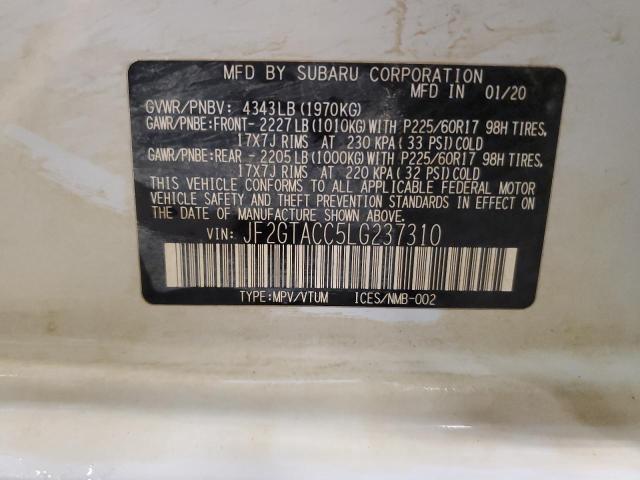 MFD BY SUBARU CORPORATION
MFD IN 01/20
GVWR/PNBV: 4343LB (1970KG)
GAWR/PNBE:FRONT- 2227LB(1010KG)WITH P225/60R17 98H TIRES,
17X7J RIMS AT 230 KPA( 33 PSI)COLD
GAWR/PNBE:REAR - 2205LB(1000KG)WITH P225/60R17 98H TIRES,
17X7J RIMS AT 220 KPA( 32 PSI)COLD
THIS VEHICLE CONFORMS TO ALL APPLICABLE FEDERAL MOTOR
VEHICLE SAFETY AND THEFT PREVENTION STANDARDS IN EFFECT ON
THE DATE OF MANUFACTURE SHOWN ABOVE.
VIN: JF2GTACC5LG237310
TYPE:MPV/VTUM ICES/NMB-002